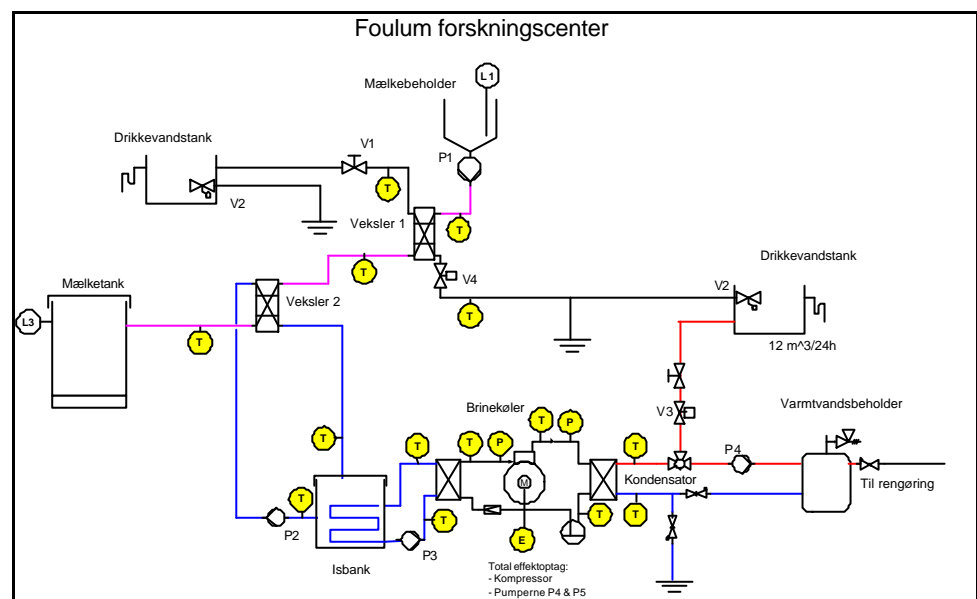 Foulum forskningscenter
L1
Mælkebeholder
Drikkevandstank
V1
P1
T
V2
Veksler 1
T
T
V4
Drikkevandstank
Mælketank
Veksler 2
V2
L3
T
T
12 m^3/24h
Brinekøler
V3
Varmtvandsbeholder
T
T
T
P
T
P
T
P4
Kondensator
Til rengøring
M
T
P2
T
P3
E
T
T
Isbank
Total effektoptag:
- Kompressor
- Pumperne P4 & P5